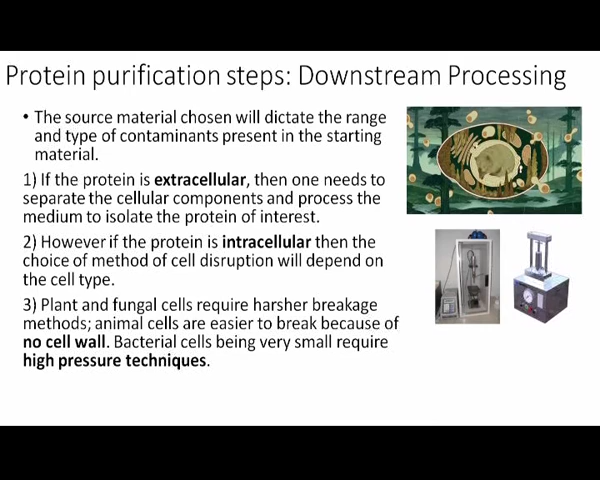 Protein purification steps: Downstream Processing
• The source material chosen will dictate the range
and type of contaminants present in the starting
material.
1) If the protein is extracellular, then one needs to
separate the cellular components and process the
medium to isolate the protein of interest.
2) However if the protein is intracellular then the
choice of method of cell disruption will depend on
the cell type.
3) Plant and fungal cells require harsher breakage
methods; animal cells are easier to break because of
no cell wall. Bacterial cells being very small require
high pressure techniques.